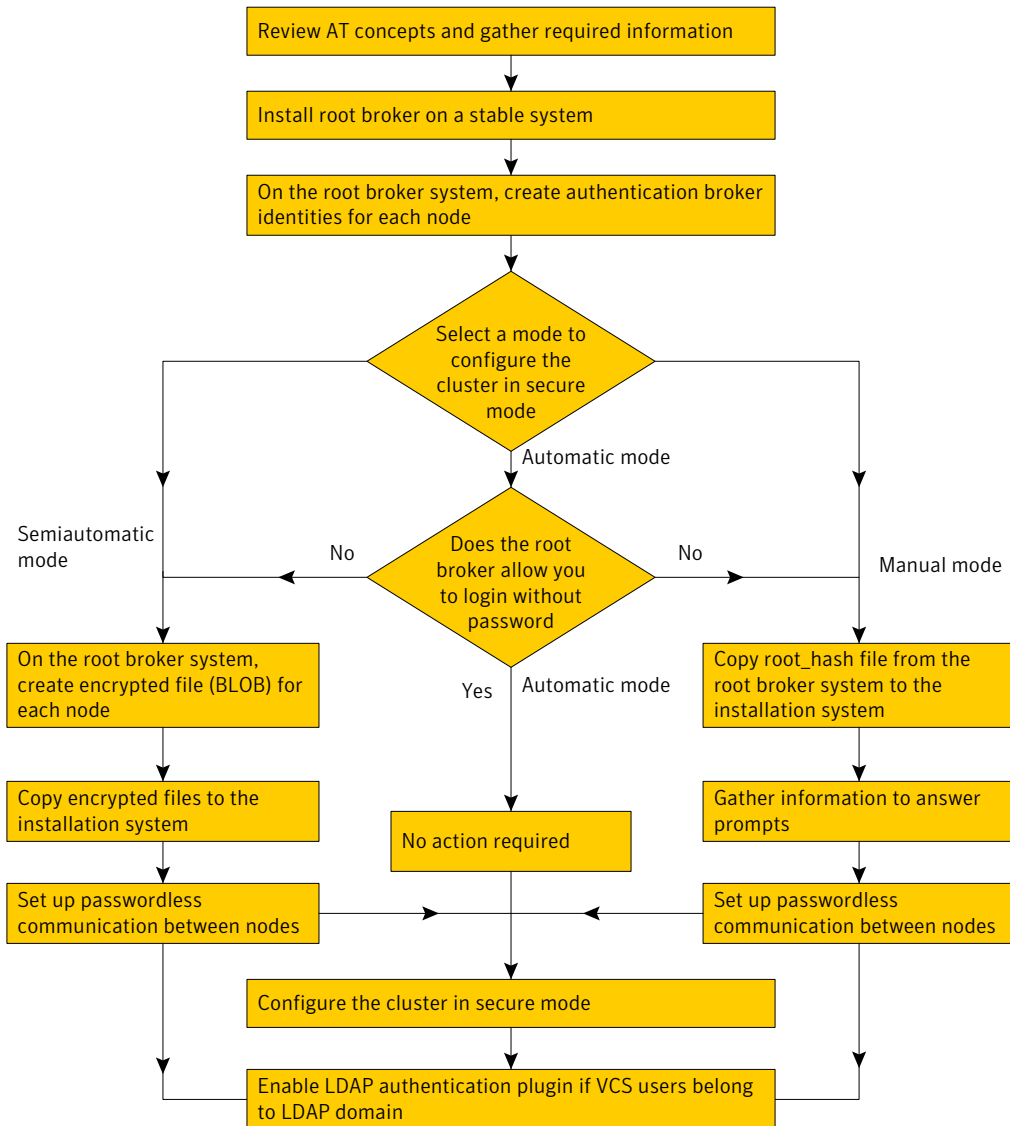 Review AT concepts and gather required information
Install root broker on a stable system
On the root broker system, create authentication broker
identities for each node
Select a mode to
configure the
cluster in secure
mode
Automatic mode
Semiautomatic
mode
No
Does the root
broker allow you
to login without
password
No
Manual mode
On the root broker system,
create encrypted file (BLOB) for
each node
Yes
Automatic mode
Copy root_hash file from the
root broker system to the
installation system
Copy encrypted files to the
installation system
No action required
Gather information to answer
prompts
Set up passwordless
communication between nodes
Set up passwordless
communication between nodes
Configure the cluster in secure mode
Enable LDAP authentication plugin if VCS users belong
to LDAP domain